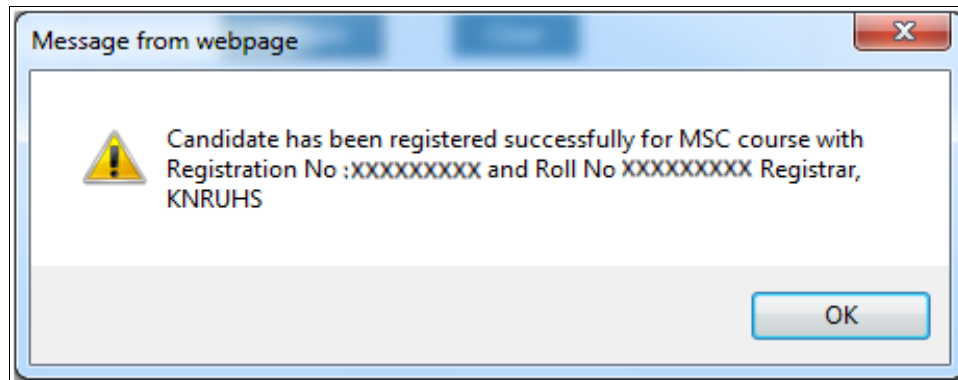 Message from webpage
Candidate has been registered successfully for MSC course with
Registration No :XXXXXXXXX and Roll No XXXXXXXXX Registrar,
KNRUHS
OK